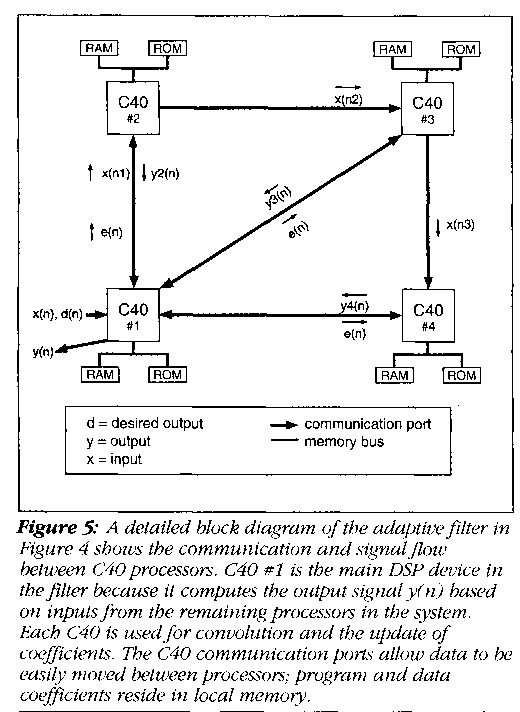 RAM ROM RAM ROM
C40 C40
#2 #3
x(n2)
x(n1) y2(n)
y3(n)
e(n)
e(n)
x(n3)
y4(n)
x(n), d(n) C40 C40
#1 #4
e(n)
y(n)
RAM ROM RAM ROM
d = desired output communication port
y = output memory bus
x = input
Figure 5: A detailed block diagram of the adaptive filter in
Figure 4 shows the communication and signal flow
between C40 processors. C40 #1 is the main DSP device in
the filter because it computes the output signal y(n) based
on inputs from the remaining processors in the system.
Each C40 is used for convolution and the update of
coefficients. The C40 communication ports allow data to be
easily moved between processors; program and data
coefficients reside in local memory.